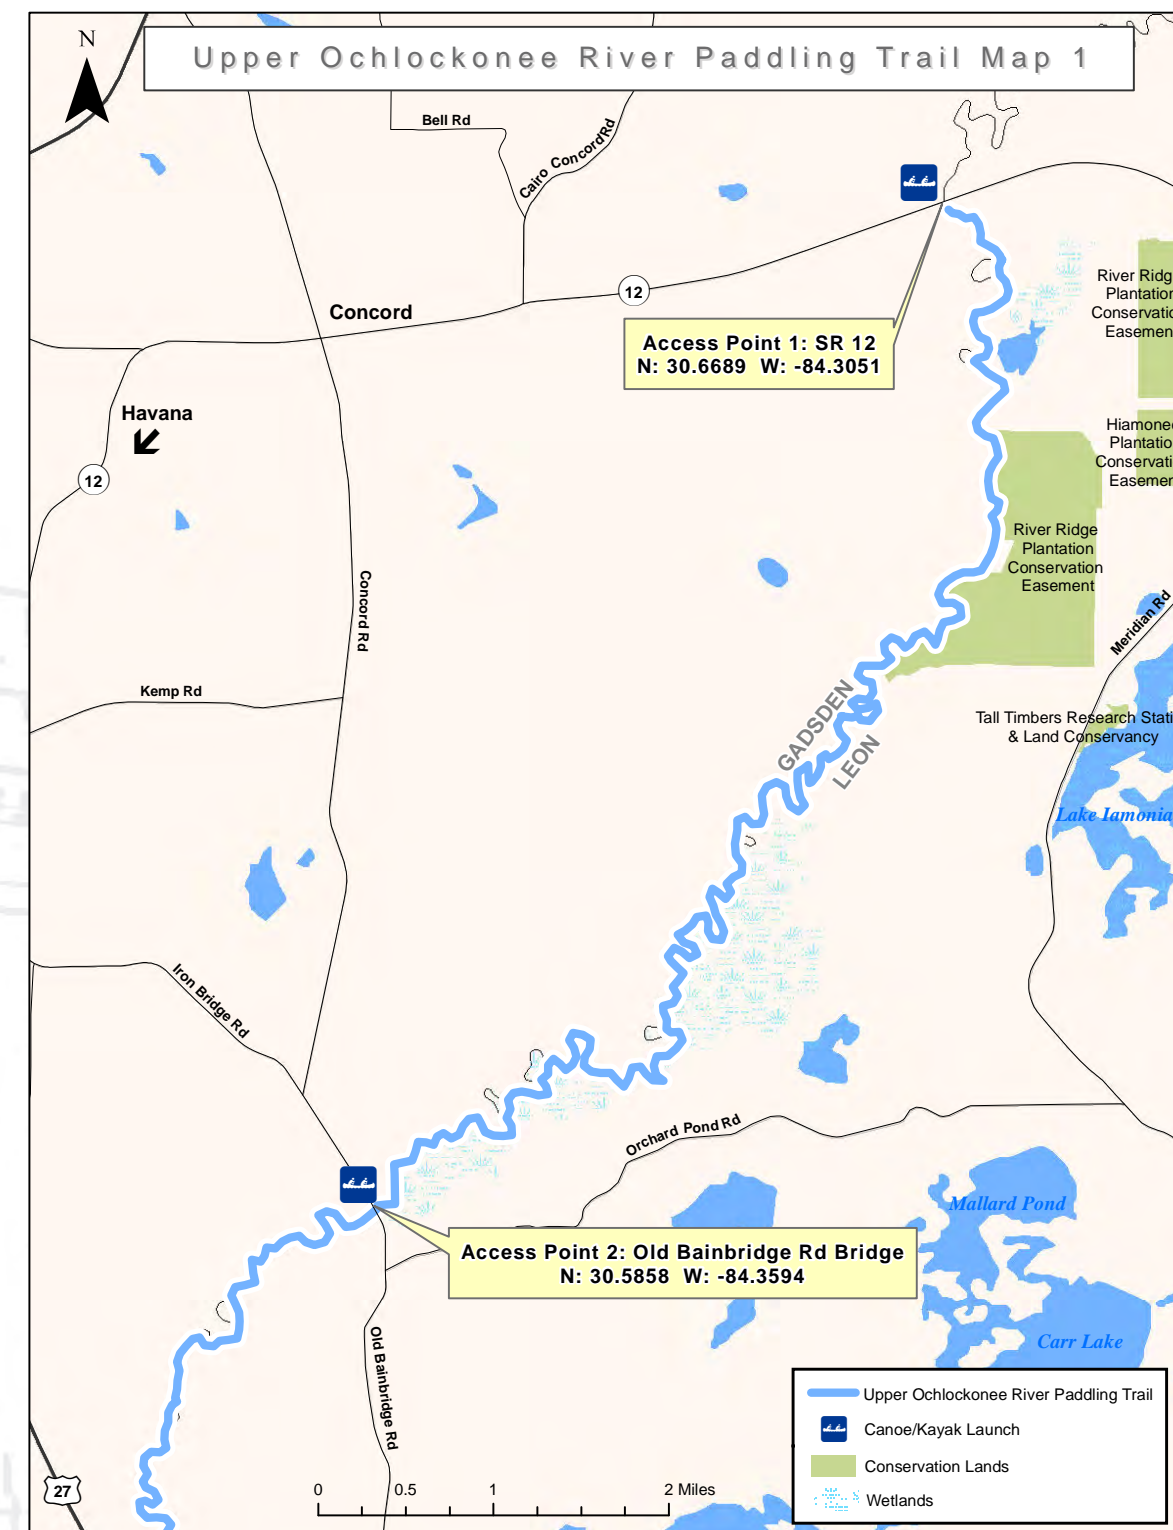 Upper Ochlockonee River Paddling Trail Map 1
N
Bell Rd
Cairo Concord Rd
12
Concord
Access Point 1: SR 12
N: 30.6689 W: -84.3051
River Ridg
Plantation
Conservatio
Easemen
Havana
12
Hiamonee
Plantatio
Conservati
Easemen
River Ridge
Plantation
Conservation
Easement
Concord Rd
Meridian Rd
Kemp Rd
GADSDEN
LEON
Tall Timbers Research Stati
& Land Conservancy
Lake Iamonia
Iron Bridge Rd
Orchard Pond Rd
Mallard Pond
Access Point 2: Old Bainbridge Rd Bridge
N: 30.5858 W: -84.3594
Carr Lake
Old Bainbridge Rd
27
0 0.5 1 2 Miles
Upper Ochlockonee River Paddling Trail
Canoe/Kayak Launch
Conservation Lands
Wetlands